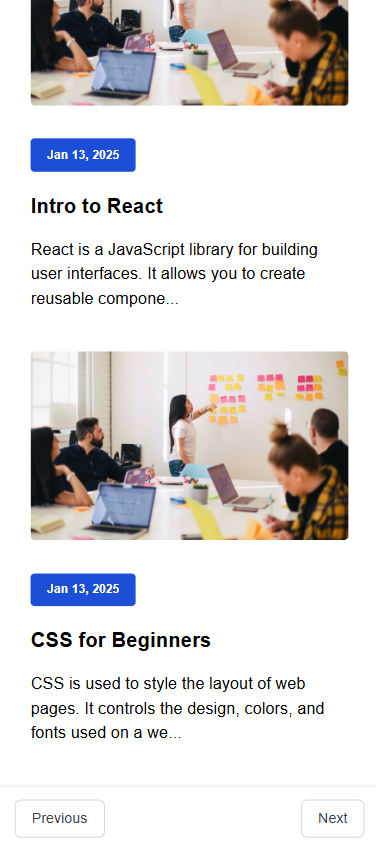 Jan 13, 2025
Intro to React
React is a JavaScript library for building
user interfaces. It allows you to create
reusable compone...
Jan 13, 2025
CSS for Beginners
CSS is used to style the layout of web
pages. It controls the design, colors, and
fonts used on a we...
Previous
Next